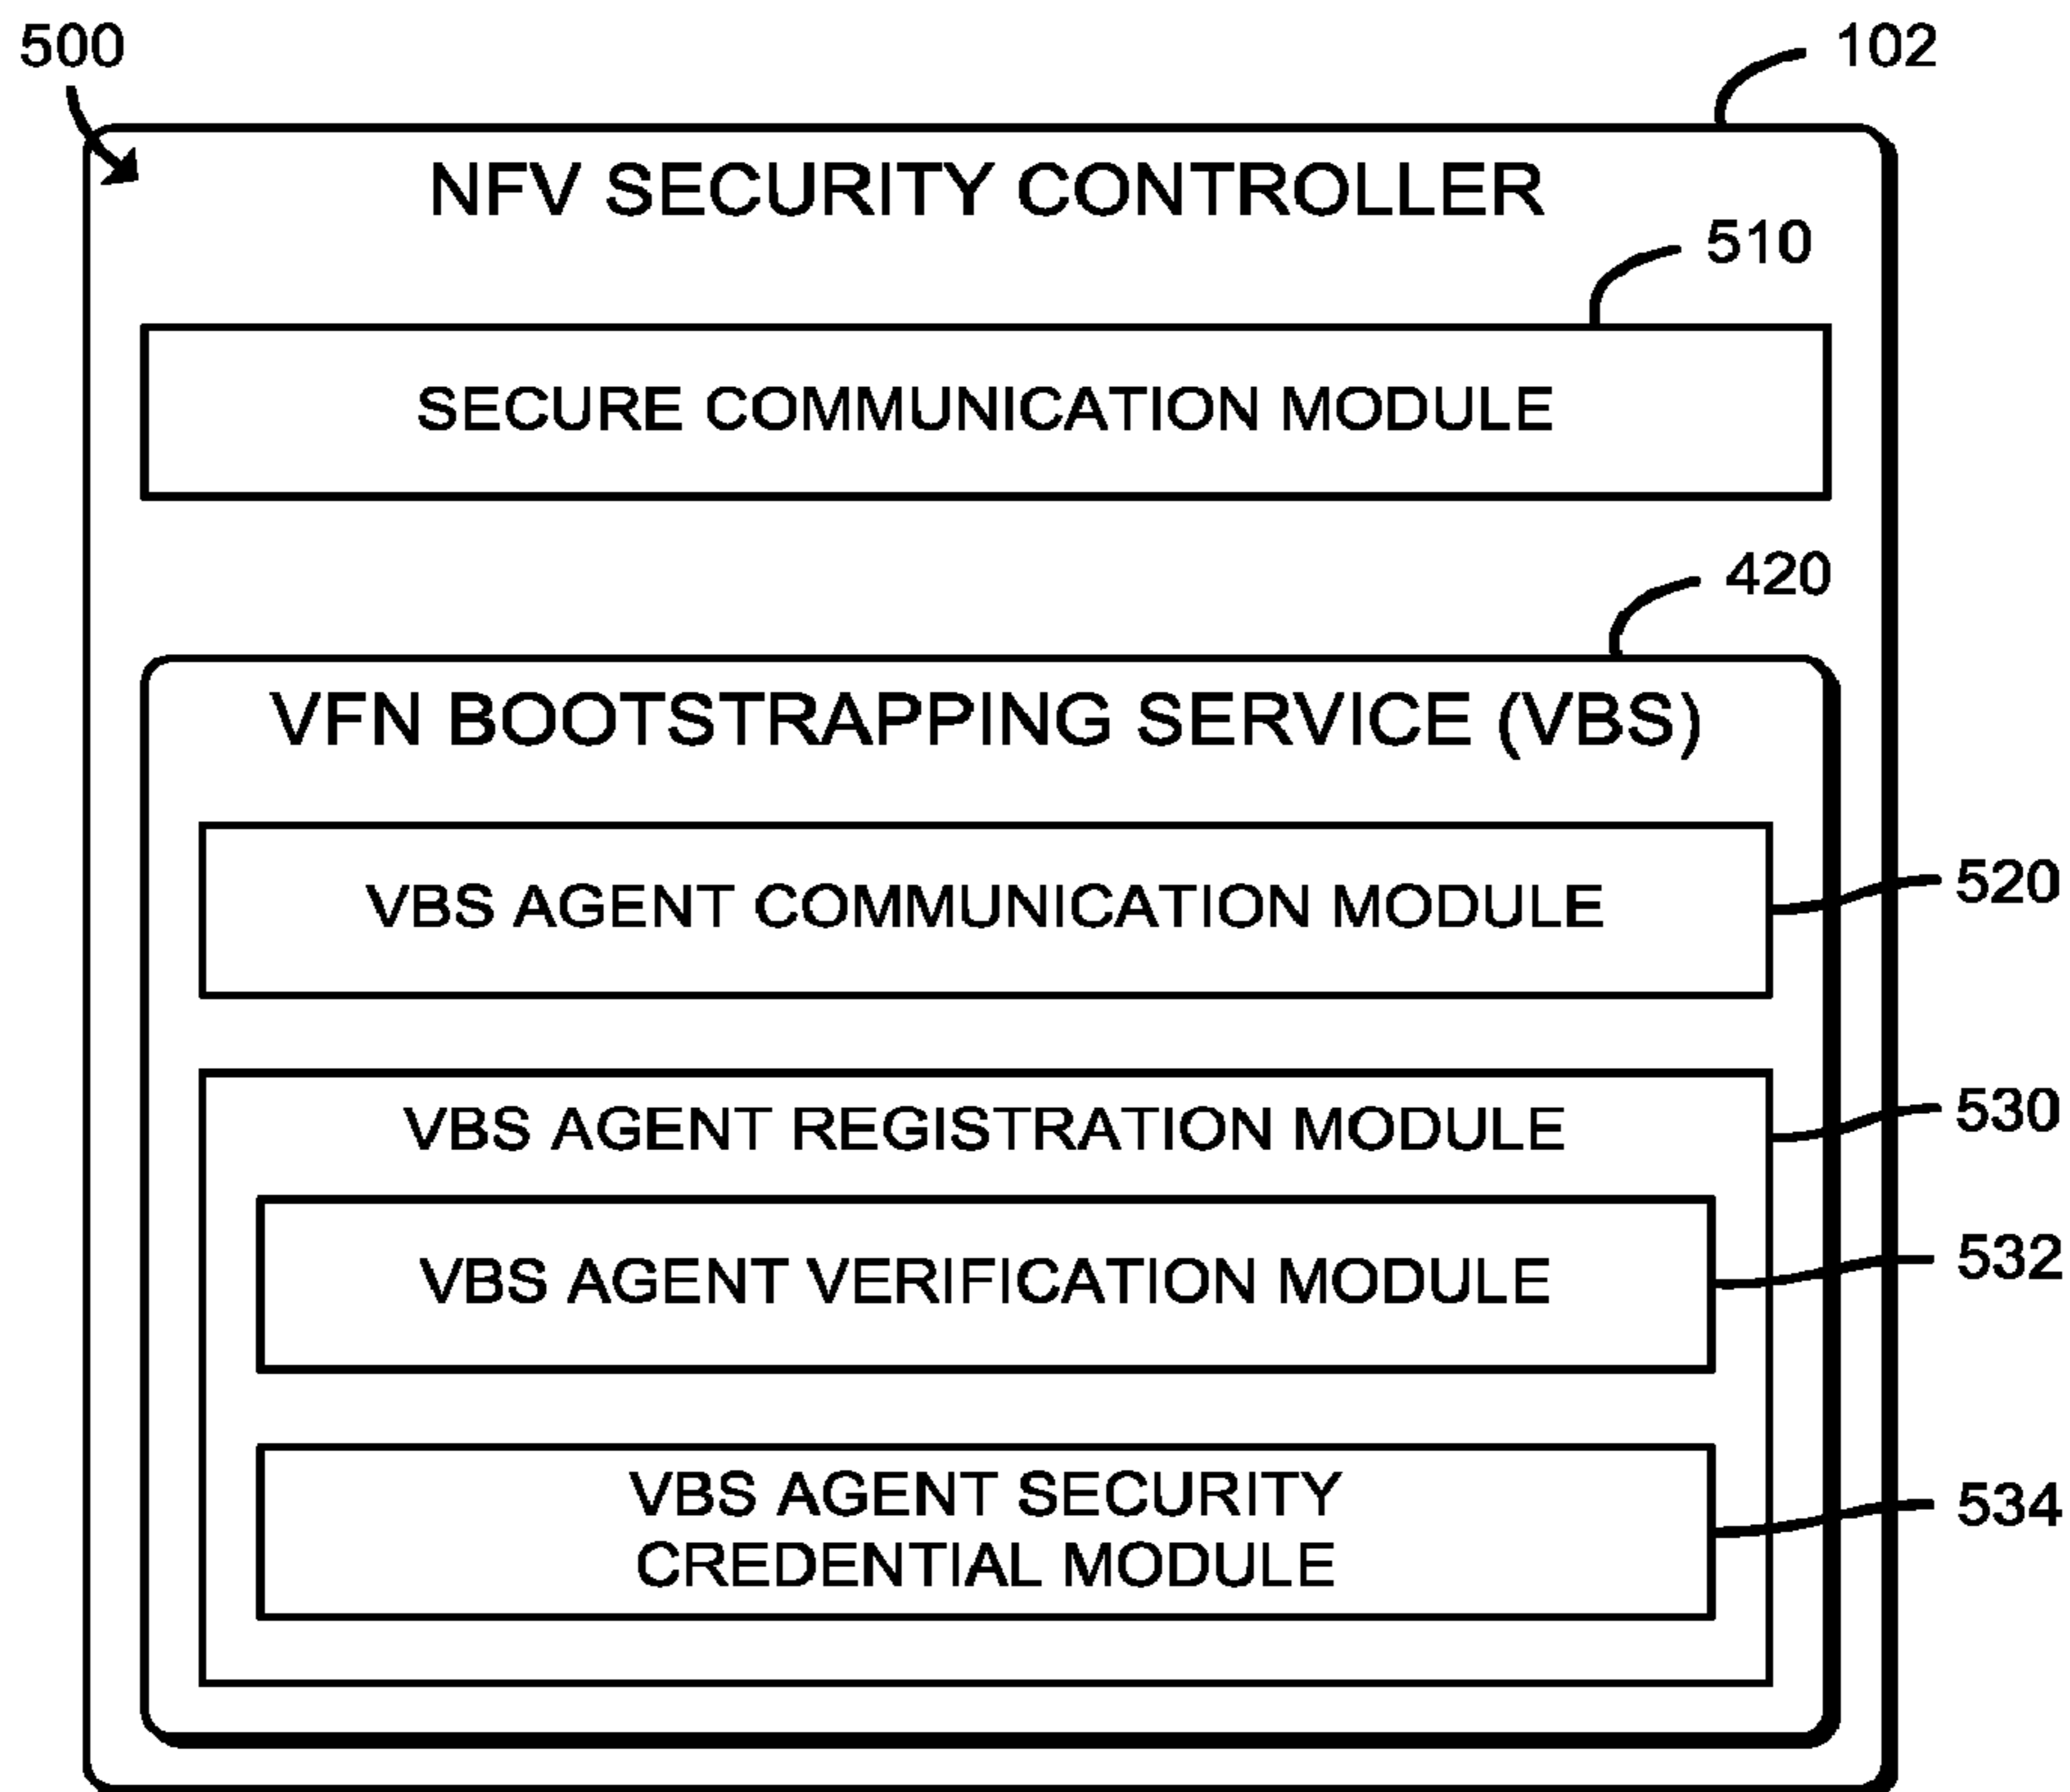 500
102
NFV SECURITY CONTROLLER
510
SECURE COMMUNICATION MODULE
420
VFN BOOTSTRAPPING SERVICE (VBS)
VBS AGENT COMMUNICATION MODULE
520
VBS AGENT REGISTRATION MODULE
530
VBS AGENT VERIFICATION MODULE
532
VBS AGENT SECURITY
CREDENTIAL MODULE
534